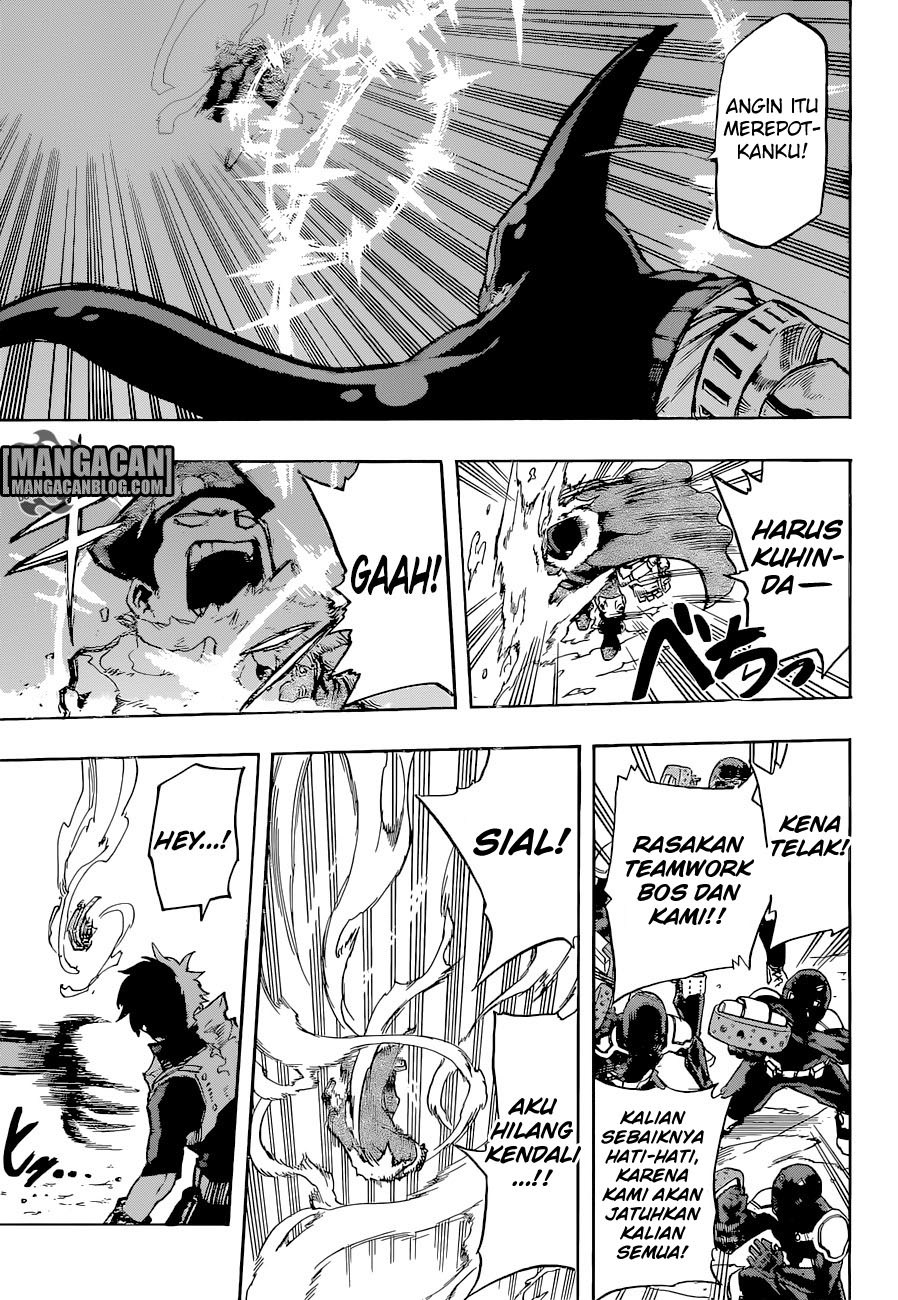 ANGIN ITU
MEREPOT-
KANKU!
HARUS
KUHIN-
DA—
べちっ
GAAH!
[MANGACAN]
MANGACANBLOG.COM
KENA
TELAK!
RASAKAN
TEAMWORK
BOS DAN
KAMI!!
KALIAN
SEBAIKNYA
HATI-HATI,
KARENA
KAMI AKAN
JATUHKAN
KALIAN
SEMUA!
SIAL!
AKU
HILANG
KENDALI
...!!
HEY...!